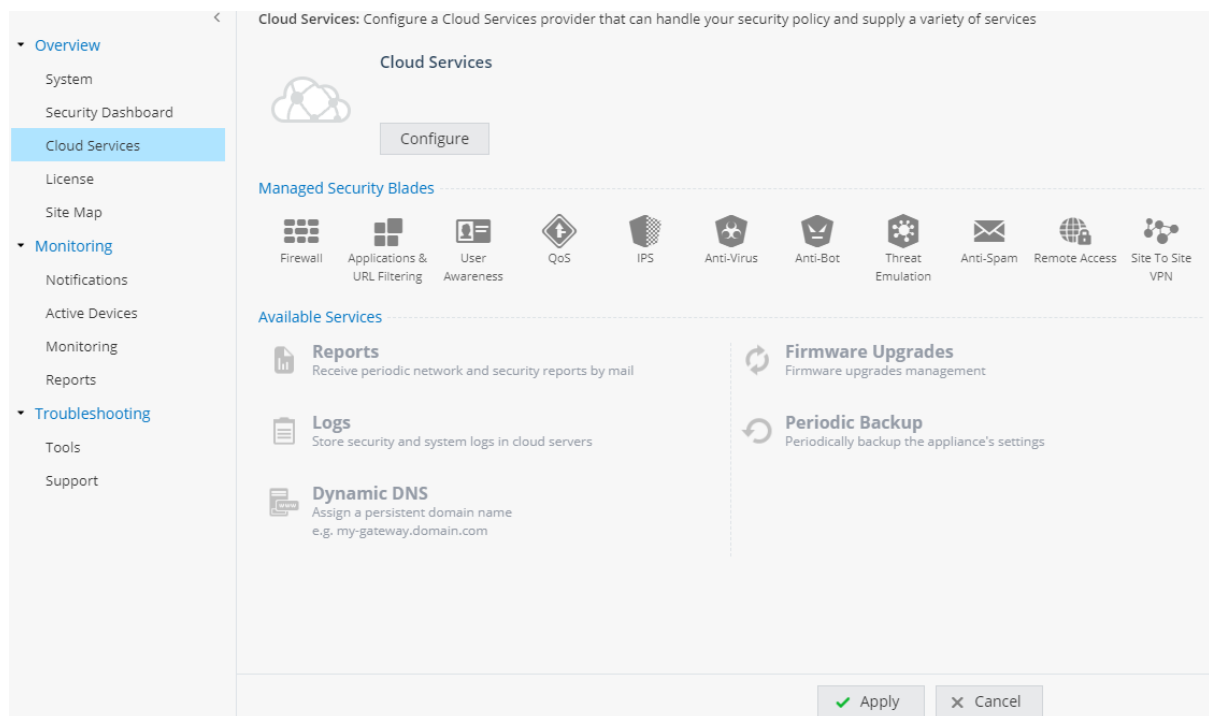 Cloud Services: Configure a Cloud Services provider that can handle your security policy and supply a variety of services
Overview
System
Security Dashboard
Cloud Services
License
Site Map
Monitoring
Notifications
Active Devices
Monitoring
Reports
Troubleshooting
Tools
Support
Cloud Services
Configure
Managed Security Blades
Firewall
Applications &
URL Filtering
User
Awareness
QoS
IPS
Anti-Virus
Anti-Bot
Threat
Emulation
Anti-Spam
Remote Access
Site To Site
VPN
Available Services
Reports
Receive periodic network and security reports by mail
Logs
Store security and system logs in cloud servers
Dynamic DNS
Assign a persistent domain name
e.g. my-gateway.domain.com
Firmware Upgrades
Firmware upgrades management
Periodic Backup
Periodically backup the appliance's settings
Apply
Cancel